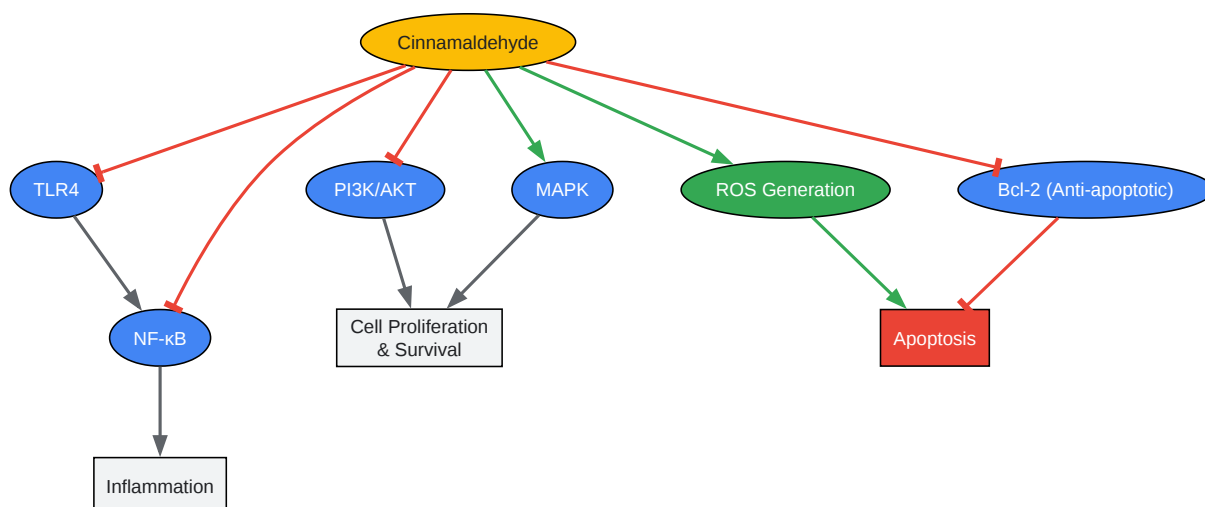 Cinnamaldehyde
TLR4
PI3K/AKT
MAPK
ROS Generation
Bcl-2 (Anti-apoptotic)
NF-κB
Cell Proliferation
& Survival
Apoptosis
Inflammation